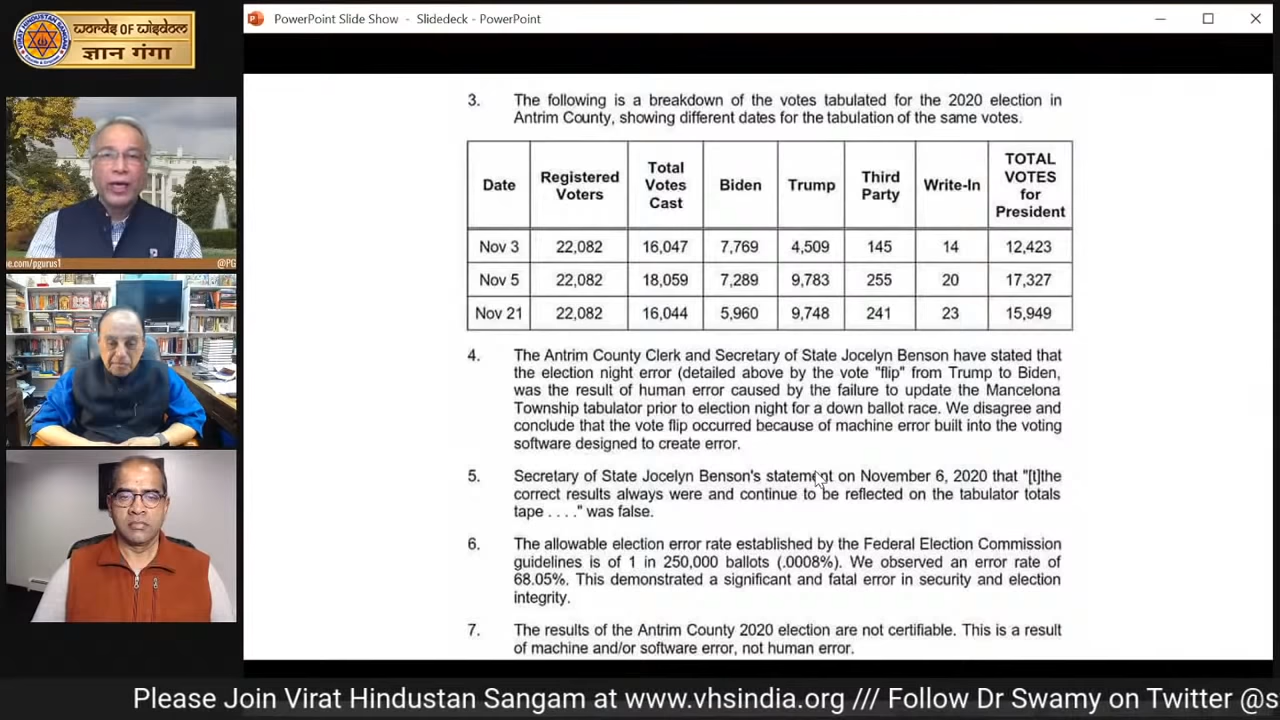 PowerPoint Slide Show - Slidedeck - PowerPoint
VIRAT HINDUSTAN SANGAM
words of wisdom
ज्ञान गंगा
e.com/pgurus1
@PG
3. The following is a breakdown of the votes tabulated for the 2020 election in
Antrim County, showing different dates for the tabulation of the same votes.
Date Registered Voters Total Votes Cast Biden Trump Third Party Write-In TOTAL VOTES for President
Nov 3 22,082 16,047 7,769 4,509 145 14 12,423
Nov 5 22,082 18,059 7,289 9,783 255 20 17,327
Nov 21 22,082 16,044 5,960 9,748 241 23 15,949
4. The Antrim County Clerk and Secretary of State Jocelyn Benson have stated that
the election night error (detailed above by the vote "flip" from Trump to Biden,
was the result of human error caused by the failure to update the Mancelona
Township tabulator prior to election night for a down ballot race. We disagree and
conclude that the vote flip occurred because of machine error built into the voting
software designed to create error.
5. Secretary of State Jocelyn Benson's statement on November 6, 2020 that "[t]the
correct results always were and continue to be reflected on the tabulator totals
tape . . . ." was false.
6. The allowable election error rate established by the Federal Election Commission
guidelines is of 1 in 250,000 ballots (.0008%). We observed an error rate of
68.05%. This demonstrated a significant and fatal error in security and election
integrity.
7. The results of the Antrim County 2020 election are not certifiable. This is a result
of machine and/or software error, not human error.
Please Join Virat Hindustan Sangam at www.vhsindia.org /// Follow Dr Swamy on Twitter @s